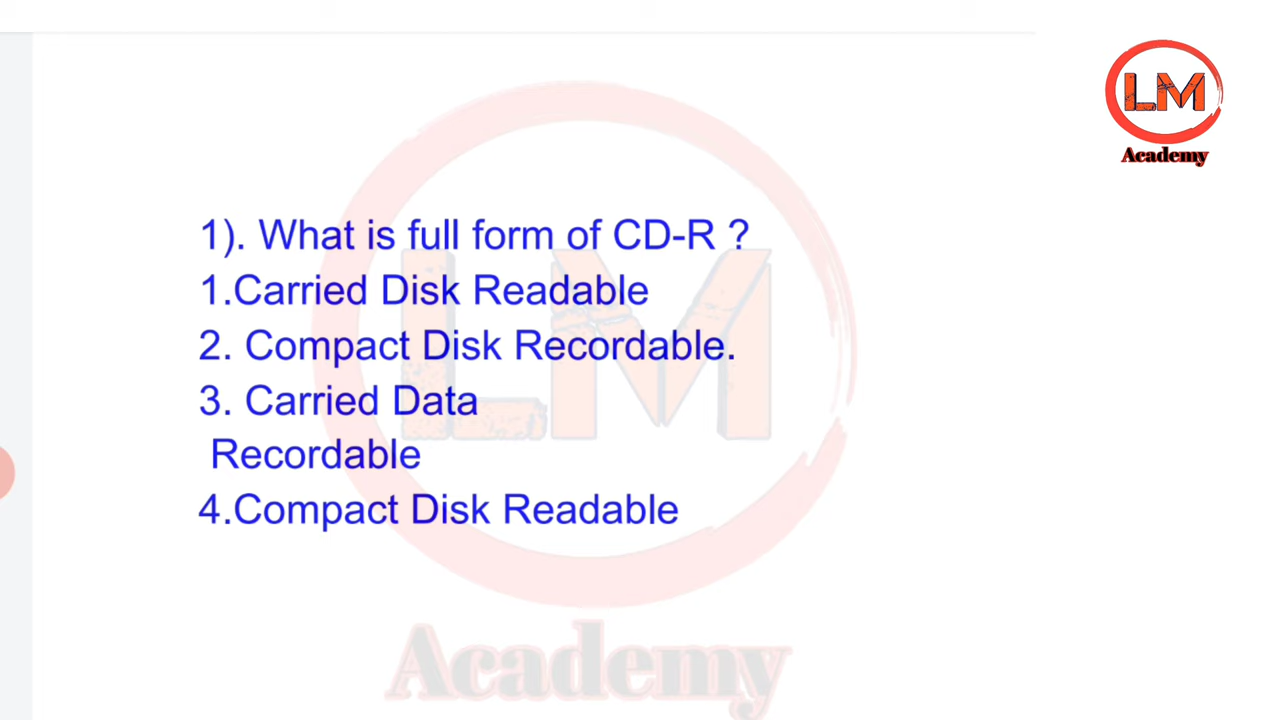 LM
Academy
1). What is full form of CD-R ?
1.Carried Disk Readable
2. Compact Disk Recordable.
3. Carried Data
Recordable
4.Compact Disk Readable
LM
Academy